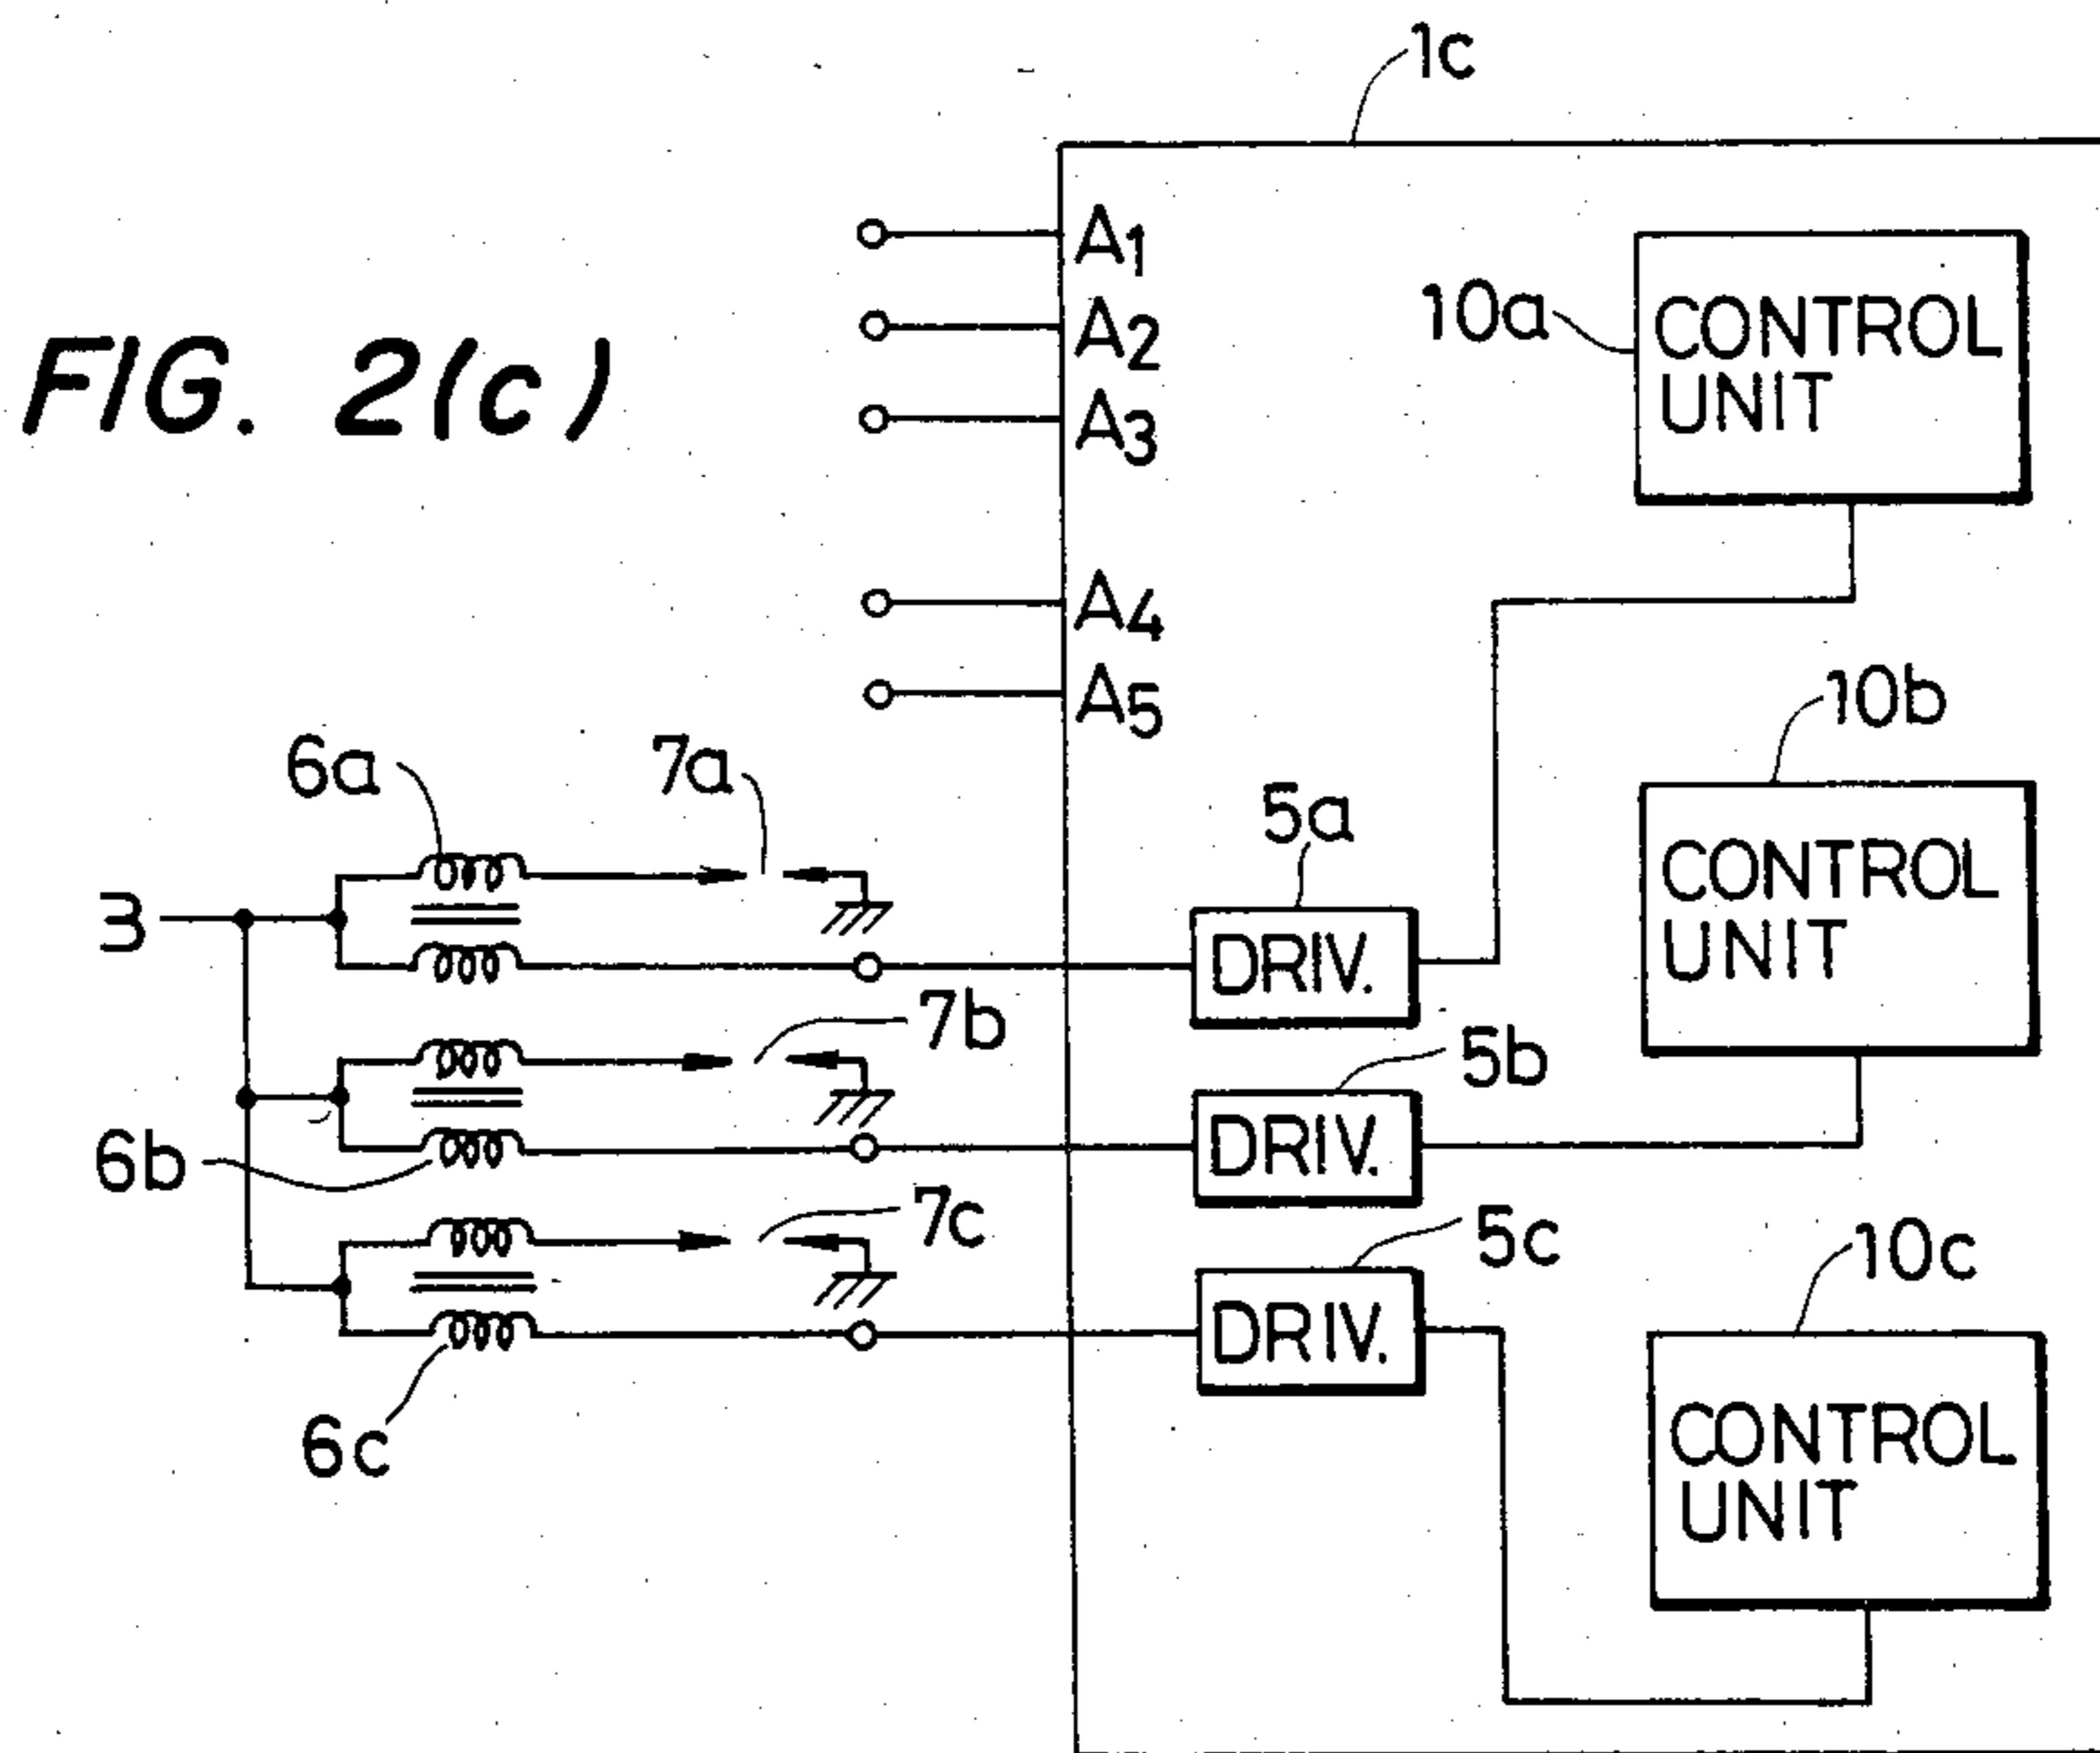 FIG. 2(c)
1c
A1
A2
A3
A4
A5
10a
CONTROL
UNIT
10b
CONTROL
UNIT
6a
7a
5a
3
DRIV.
7b
5b
6b
DRIV.
7c
5c
10c
DRIV.
6c
CONTROL
UNIT